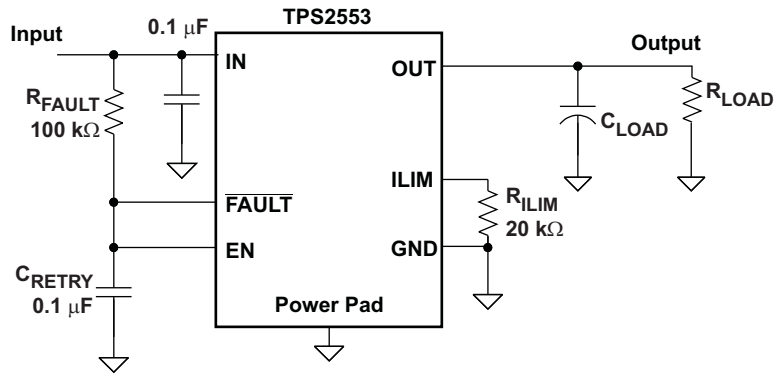 TPS2553
Input
0.1 μF
IN
OUT
Output
R_FAULT
100 kΩ
R_LOAD
C_LOAD
ILIM
FAULT
R_ILIM
20 kΩ
EN
GND
C_RETRY
0.1 μF
Power Pad